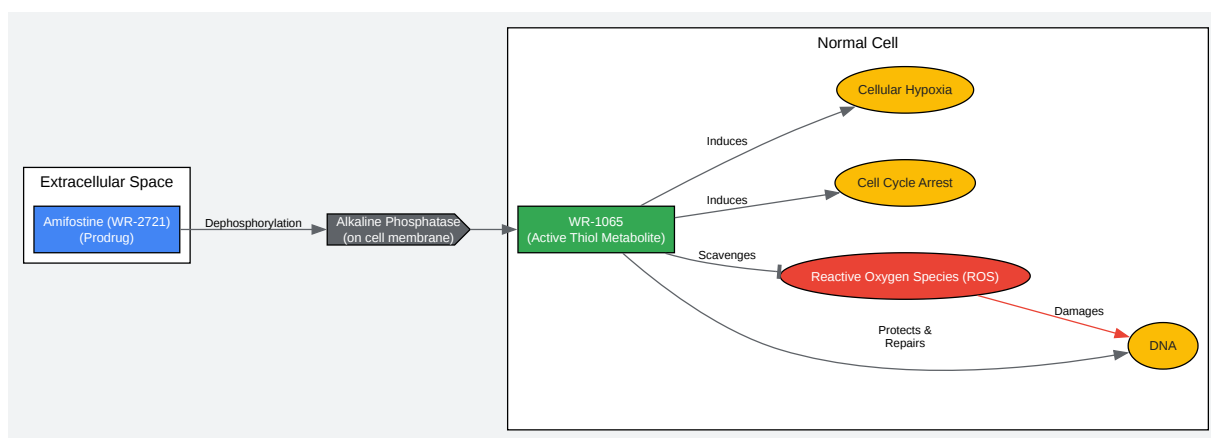 Normal Cell
Cellular Hypoxia
Induces
Extracellular Space
Cell Cycle Arrest
Induces
Amifostine (WR-2721)
(Prodrug)
Dephosphorylation
Alkaline Phosphatase
(on cell membrane)
WR-1065
(Active Thiol Metabolite)
Scavenges
Reactive Oxygen Species (ROS)
Damages
Protects &
Repairs
DNA